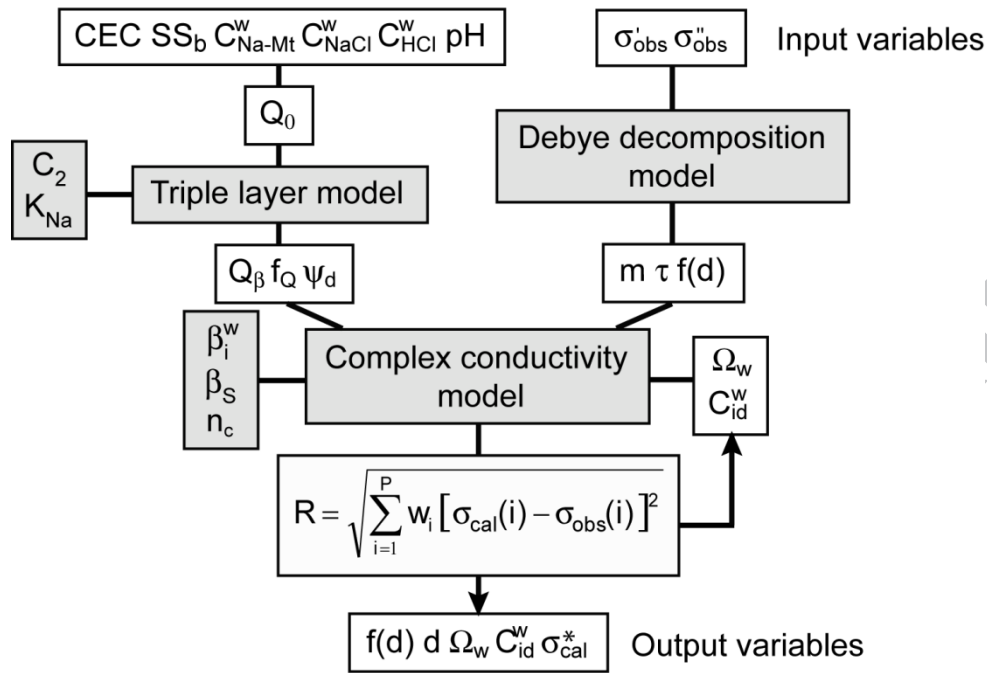 CEC SS_b C^w_Na-Mt C^w_NaCl C^w_HCl pH
σ'_obs σ''_obs
Input variables
Q_0
Debye decomposition
model
C_2
K_Na
Triple layer model
Q_β f_Q ψ_d
m τ f(d)
β^w_i
β_S
n_c
Complex conductivity
model
Ω_w
C^w_id
R = √(∑_{i=1}^{P} w_i [σ_cal(i) − σ_obs(i)]^2)
f(d) d Ω_w C^w_id σ^*_cal
Output variables